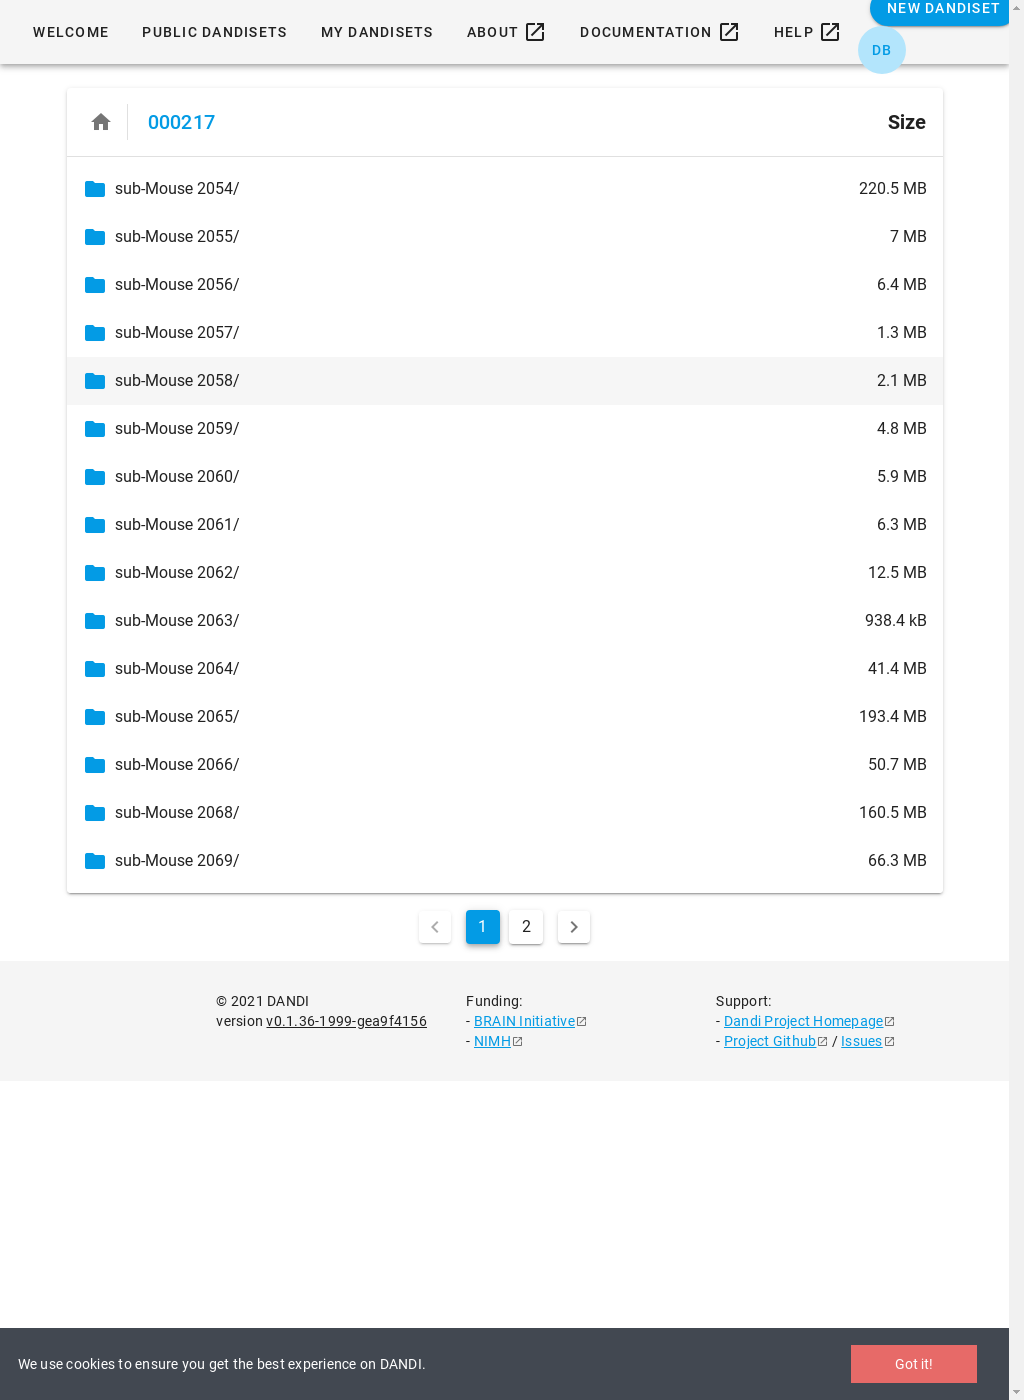 WELCOME PUBLIC DANDISETS MY DANDISETS ABOUT DOCUMENTATION HELP NEW DANDISET
DB
000217 Size
sub-Mouse 2054/ 220.5 MB
sub-Mouse 2055/ 7 MB
sub-Mouse 2056/ 6.4 MB
sub-Mouse 2057/ 1.3 MB
sub-Mouse 2058/ 2.1 MB
sub-Mouse 2059/ 4.8 MB
sub-Mouse 2060/ 5.9 MB
sub-Mouse 2061/ 6.3 MB
sub-Mouse 2062/ 12.5 MB
sub-Mouse 2063/ 938.4 kB
sub-Mouse 2064/ 41.4 MB
sub-Mouse 2065/ 193.4 MB
sub-Mouse 2066/ 50.7 MB
sub-Mouse 2068/ 160.5 MB
sub-Mouse 2069/ 66.3 MB
1 2
© 2021 DANDI
version v0.1.36-1999-gea9f4156
Funding:
- BRAIN Initiative
- NIMH
Support:
- Dandi Project Homepage
- Project Github / Issues
We use cookies to ensure you get the best experience on DANDI. Got it!